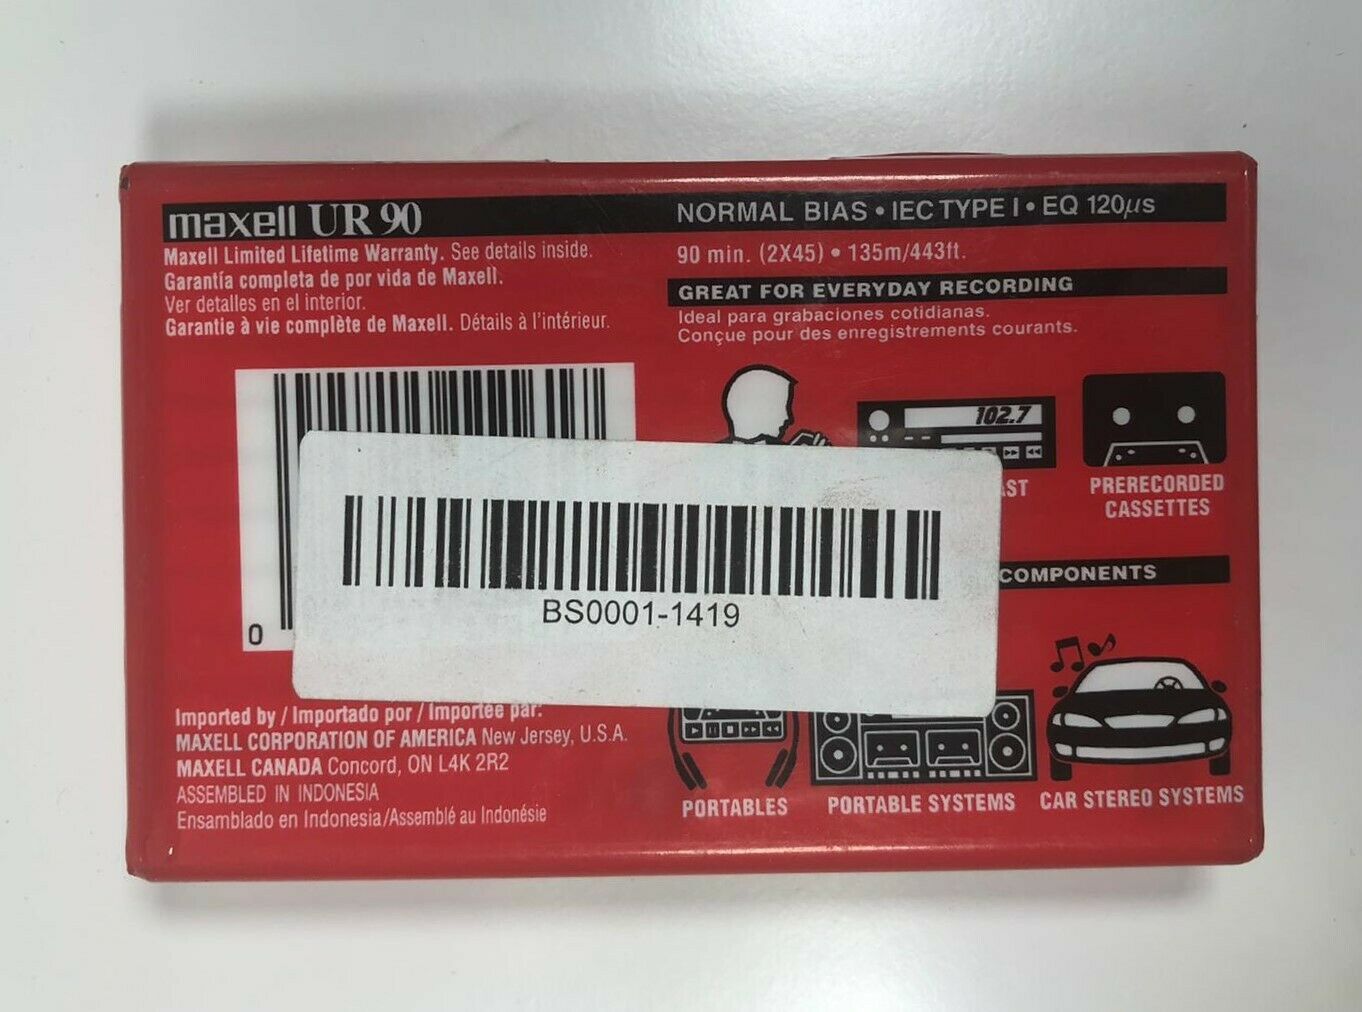 maxell UR 90
Maxell Limited Lifetime Warranty. See details inside.
Garantía completa de por vida de Maxell.
Ver detalles en el interior.
Garantie à vie complète de Maxell. Détails à l'intérieur.
NORMAL BIAS • IEC TYPE I • EQ 120µs
90 min. (2X45) • 135m/443ft.
GREAT FOR EVERYDAY RECORDING
Ideal para grabaciones cotidianas.
Conçue pour des enregistrements courants.
102.7
AST
PRERECORDED
CASSETTES
COMPONENTS
0
BS0001-1419
Imported by / Importado por / Importée par:
MAXELL CORPORATION OF AMERICA New Jersey, U.S.A.
MAXELL CANADA Concord, ON L4K 2R2
ASSEMBLED IN INDONESIA
Ensamblado en Indonesia/Assemblé au Indonésie
PORTABLES
PORTABLE SYSTEMS
CAR STEREO SYSTEMS